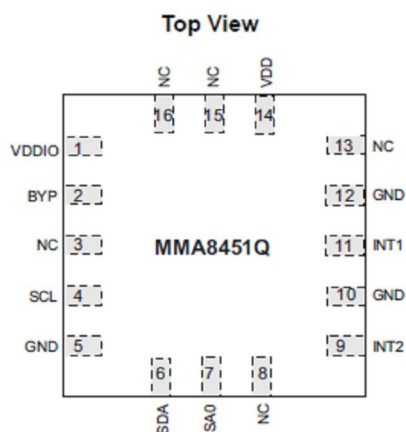 Top View
NC NC VDD
16 15 14
VDDIO 1 13 NC
BYP 2 12 GND
NC 3 MMA8451Q 11 INT1
SCL 4 10 GND
GND 5 9 INT2
6 7 8
SDA SA0 NC